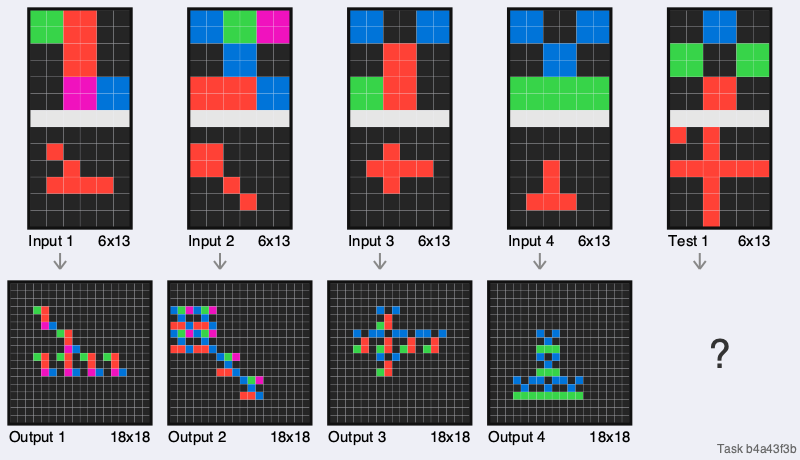 Input 1 6x13
Input 2 6x13
Input 3 6x13
Input 4 6x13
Test 1 6x13
?
Output 1 18x18
Output 2 18x18
Output 3 18x18
Output 4 18x18
Task b4a43f3b